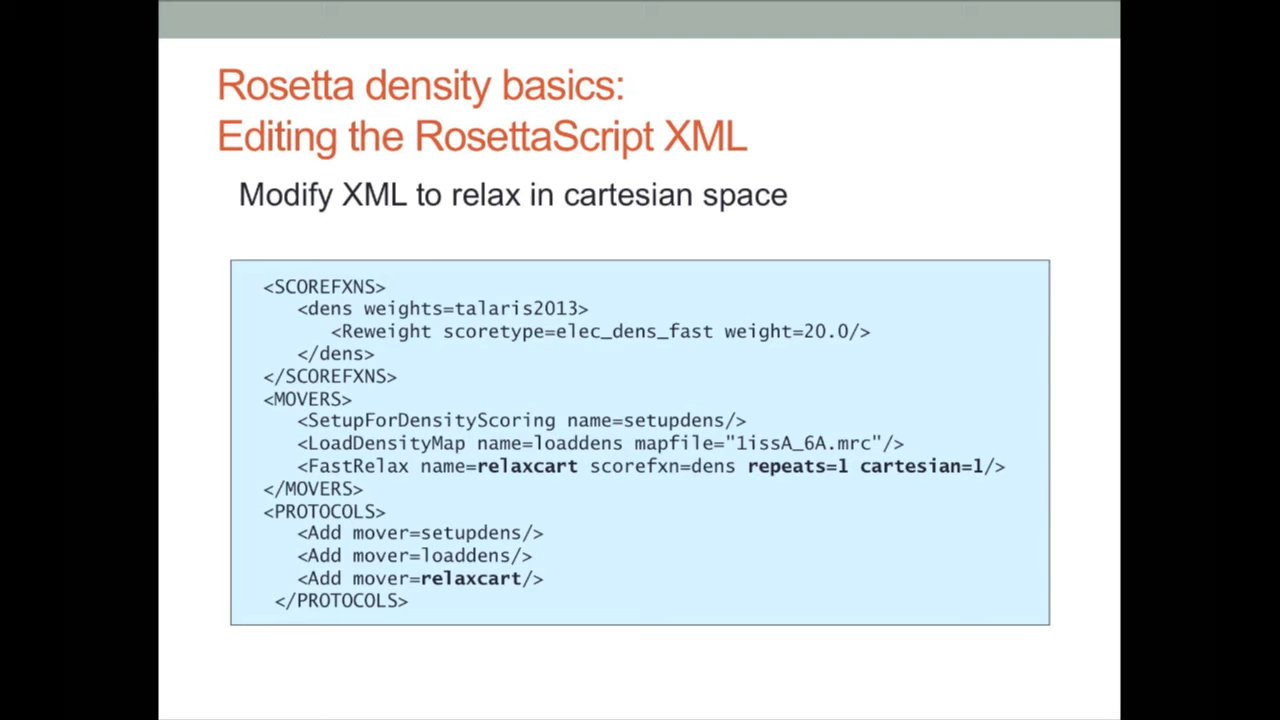 Rosetta density basics:
Editing the RosettaScript XML
Modify XML to relax in cartesian space
<SCOREFXNS>
<dens weights=talaris2013>
<Reweight scoretype=elec_dens_fast weight=20.0/>
</dens>
</SCOREFXNS>
<MOVERS>
<SetupForDensityScoring name=setupdens/>
<LoadDensityMap name=loaddens mapfile="1issA_6A.mrc"/>
<FastRelax name=relaxcart scorefxn=dens repeats=1 cartesian=1/>
</MOVERS>
<PROTOCOLS>
<Add mover=setupdens/>
<Add mover=loaddens/>
<Add mover=relaxcart/>
</PROTOCOLS>